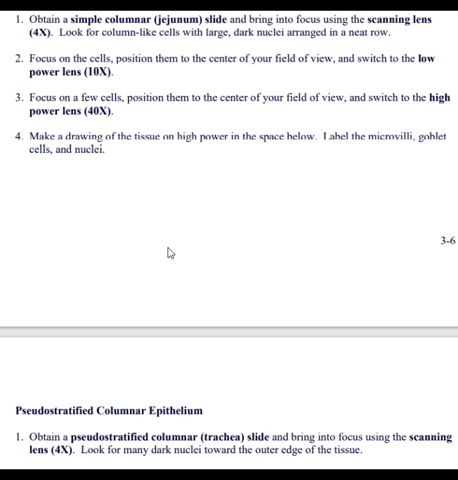 1. Obtain a simple columnar (jejunum) slide and bring into focus using the scanning lens
(4X). Look for column-like cells with large, dark nuclei arranged in a neat row.
2. Focus on the cells, position them to the center of your field of view, and switch to the low
power lens (10X).
3. Focus on a few cells, position them to the center of your field of view, and switch to the high
power lens (40X).
4. Make a drawing of the tissue on high power in the space below. Label the microvilli, goblet
cells, and nuclei.
3-6
Pseudostratified Columnar Epithelium
1. Obtain a pseudostratified columnar (trachea) slide and bring into focus using the scanning
lens (4X). Look for many dark nuclei toward the outer edge of the tissue.